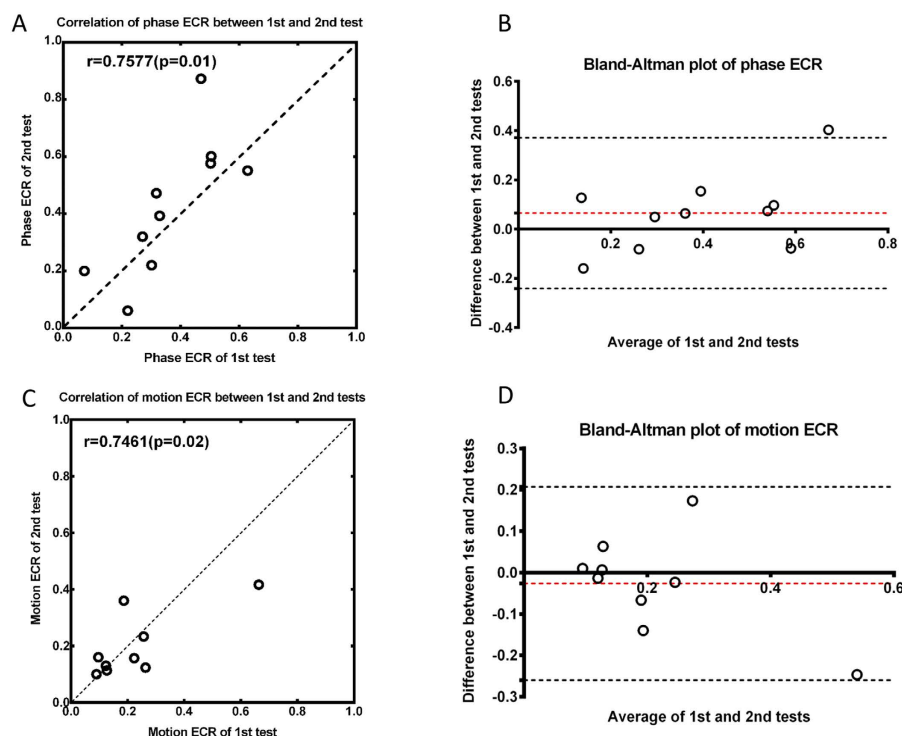 A
Correlation of phase ECR between 1st and 2nd test
r=0.7577(p=0.01)
1.0
0.8
0.6
0.4
0.2
0.0
Phase ECR of 2nd test
0.0 0.2 0.4 0.6 0.8 1.0
Phase ECR of 1st test
B
Bland-Altman plot of phase ECR
0.6
0.4
0.2
0.0
-0.2
-0.4
Difference between 1st and 2nd tests
0.2 0.4 0.6 0.8
Average of 1st and 2nd tests
C
Correlation of motion ECR between 1st and 2nd tests
r=0.7461(p=0.02)
1.0
0.8
0.6
0.4
0.2
0.0
Motion ECR of 2nd test
0.0 0.2 0.4 0.6 0.8 1.0
Motion ECR of 1st test
D
Bland-Altman plot of motion ECR
0.3
0.2
0.1
0.0
-0.1
-0.2
-0.3
Difference between 1st and 2nd tests
0.2 0.4 0.6
Average of 1st and 2nd tests